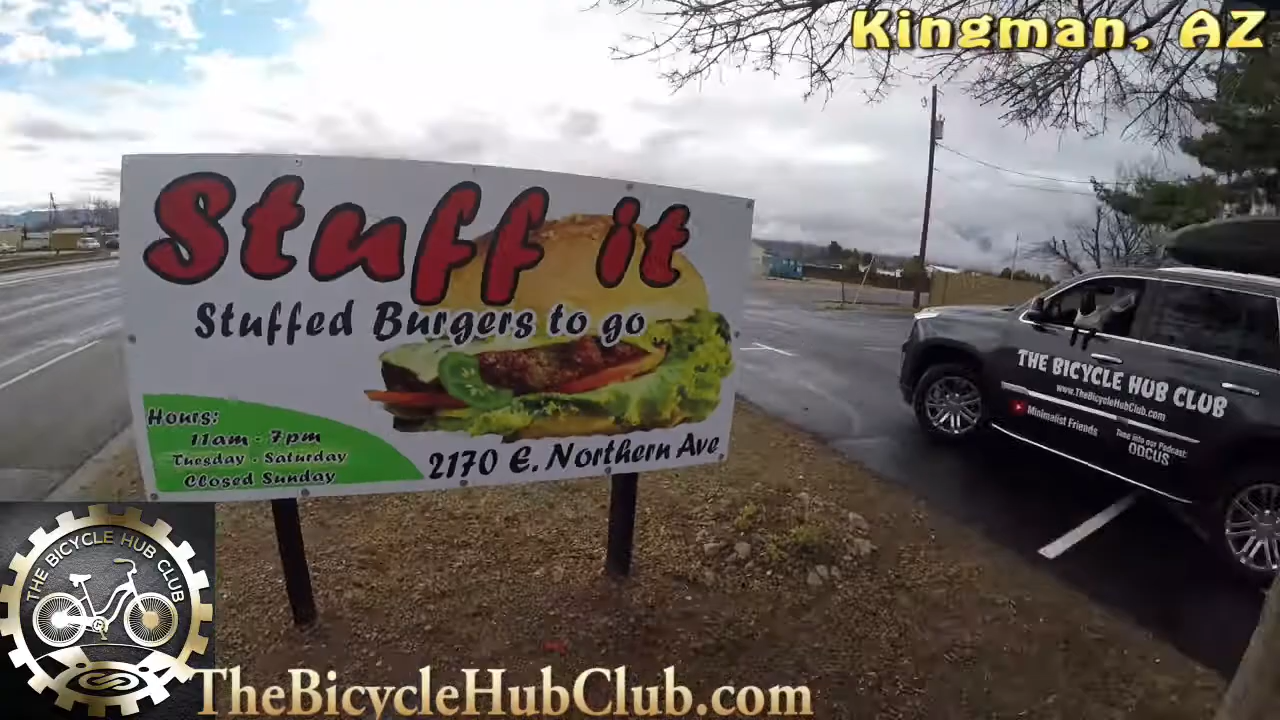 Kingman, AZ
Stuff it
Stuffed Burgers to go
Hours:
11am - 7pm
Tuesday - Saturday
Closed Sunday
2170 E. Northern Ave
THE BICYCLE HUB CLUB
www.TheBicycleHubClub.com
Minimalist Friends
Tune into our Podcast:
ODCUS
THE BICYCLE HUB CLUB
TheBicycleHubClub.com